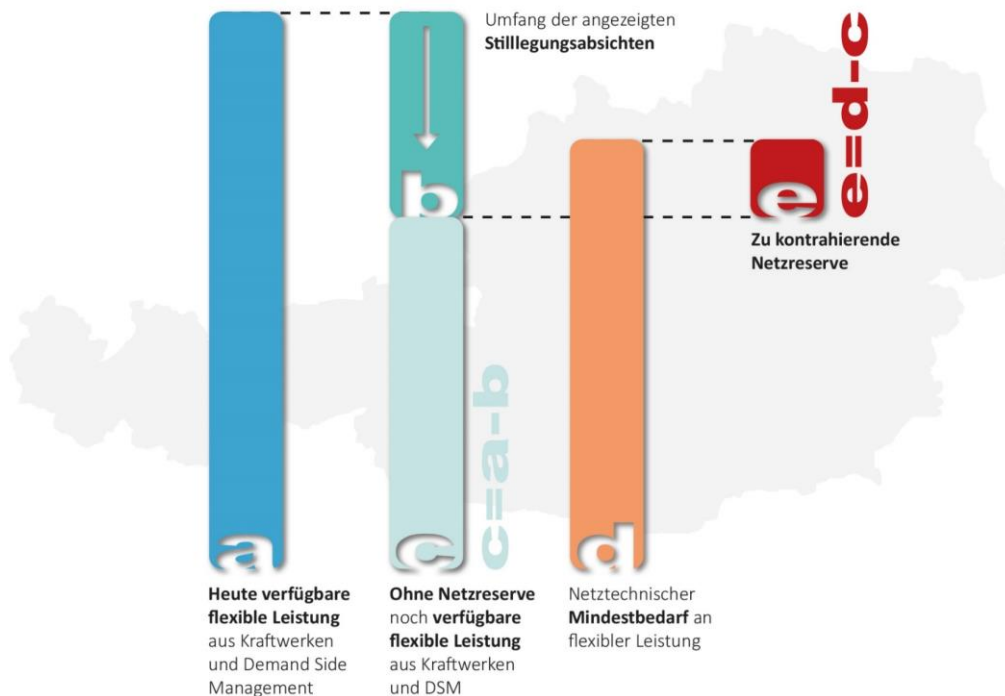 Umfang der angezeigten
Stilllegungsabsichten
b
e
e=d-c
Zu kontrahierende
Netzreserve
c=a-b
a
c
d
Heute verfügbare
flexible Leistung
aus Kraftwerken
und Demand Side
Management
Ohne Netzreserve
noch verfügbare
flexible Leistung
aus Kraftwerken
und DSM
Netztechnischer
Mindestbedarf an
flexibler Leistung